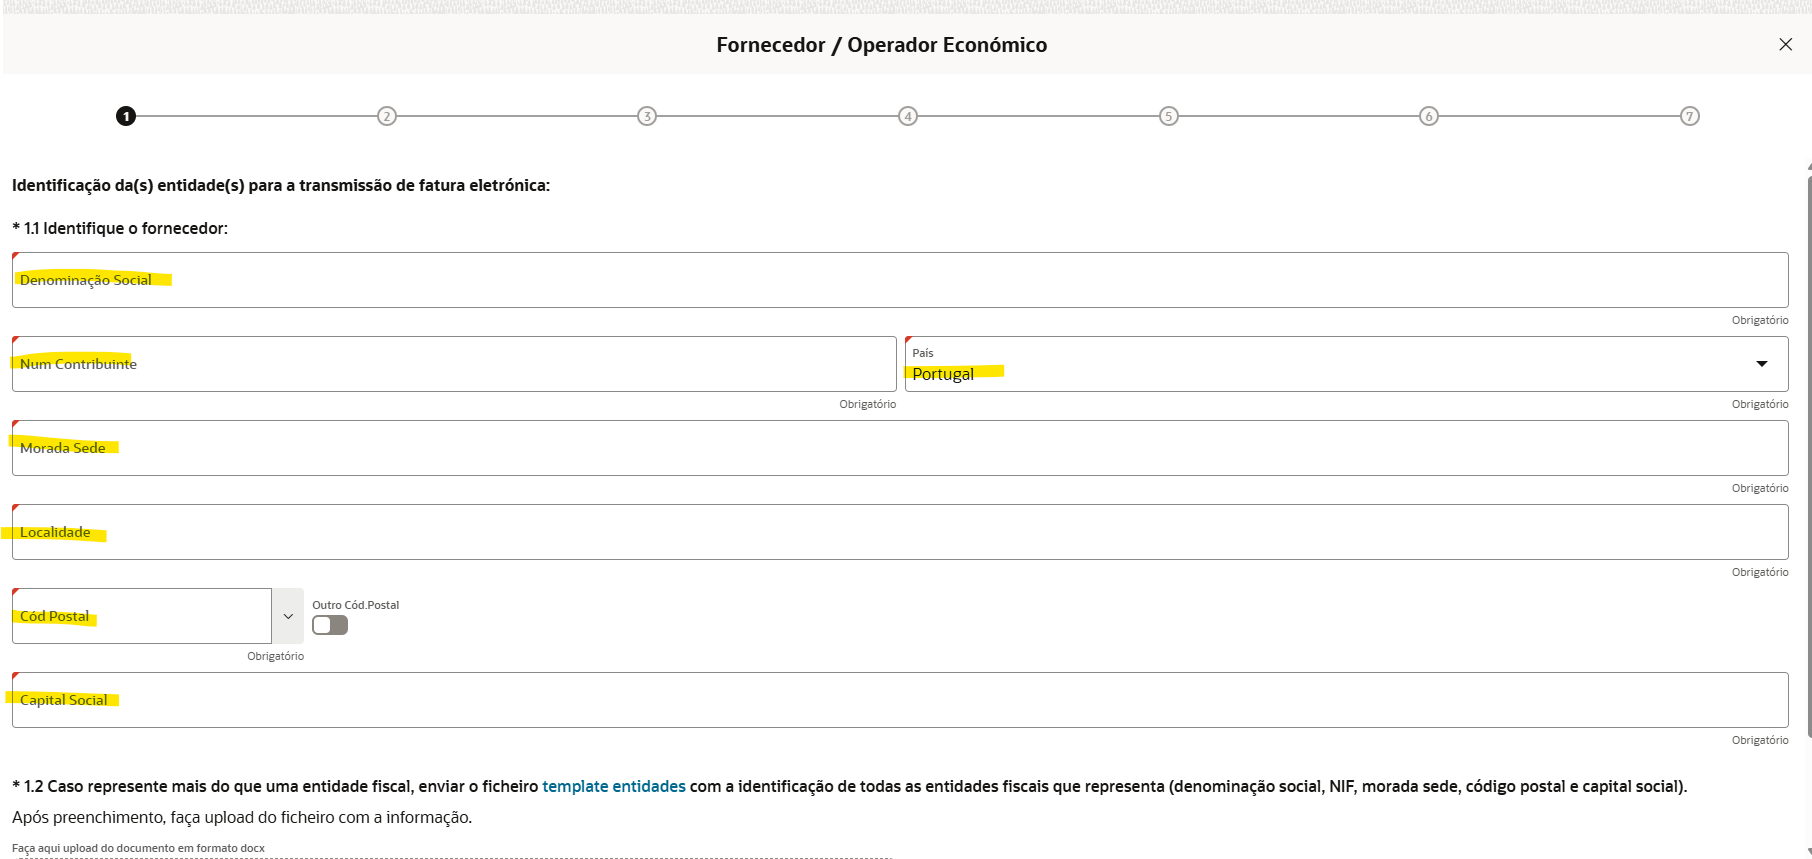 Fornecedor / Operador Económico
1 2 3 4 5 6 7
Identificação da(s) entidade(s) para a transmissão de fatura eletrónica:
* 1.1 Identifique o fornecedor:
Denominação Social
Obrigatório
Num Contribuinte
País
Portugal
Obrigatório
Obrigatório
Morada Sede
Obrigatório
Localidade
Obrigatório
Cód Postal
Outro Cód.Postal
Obrigatório
Capital Social
Obrigatório
* 1.2 Caso represente mais do que uma entidade fiscal, enviar o ficheiro template entidades com a identificação de todas as entidades fiscais que representa (denominação social, NIF, morada sede, código postal e capital social).
Após preenchimento, faça upload do ficheiro com a informação.
Faça aqui upload do documento em formato docx